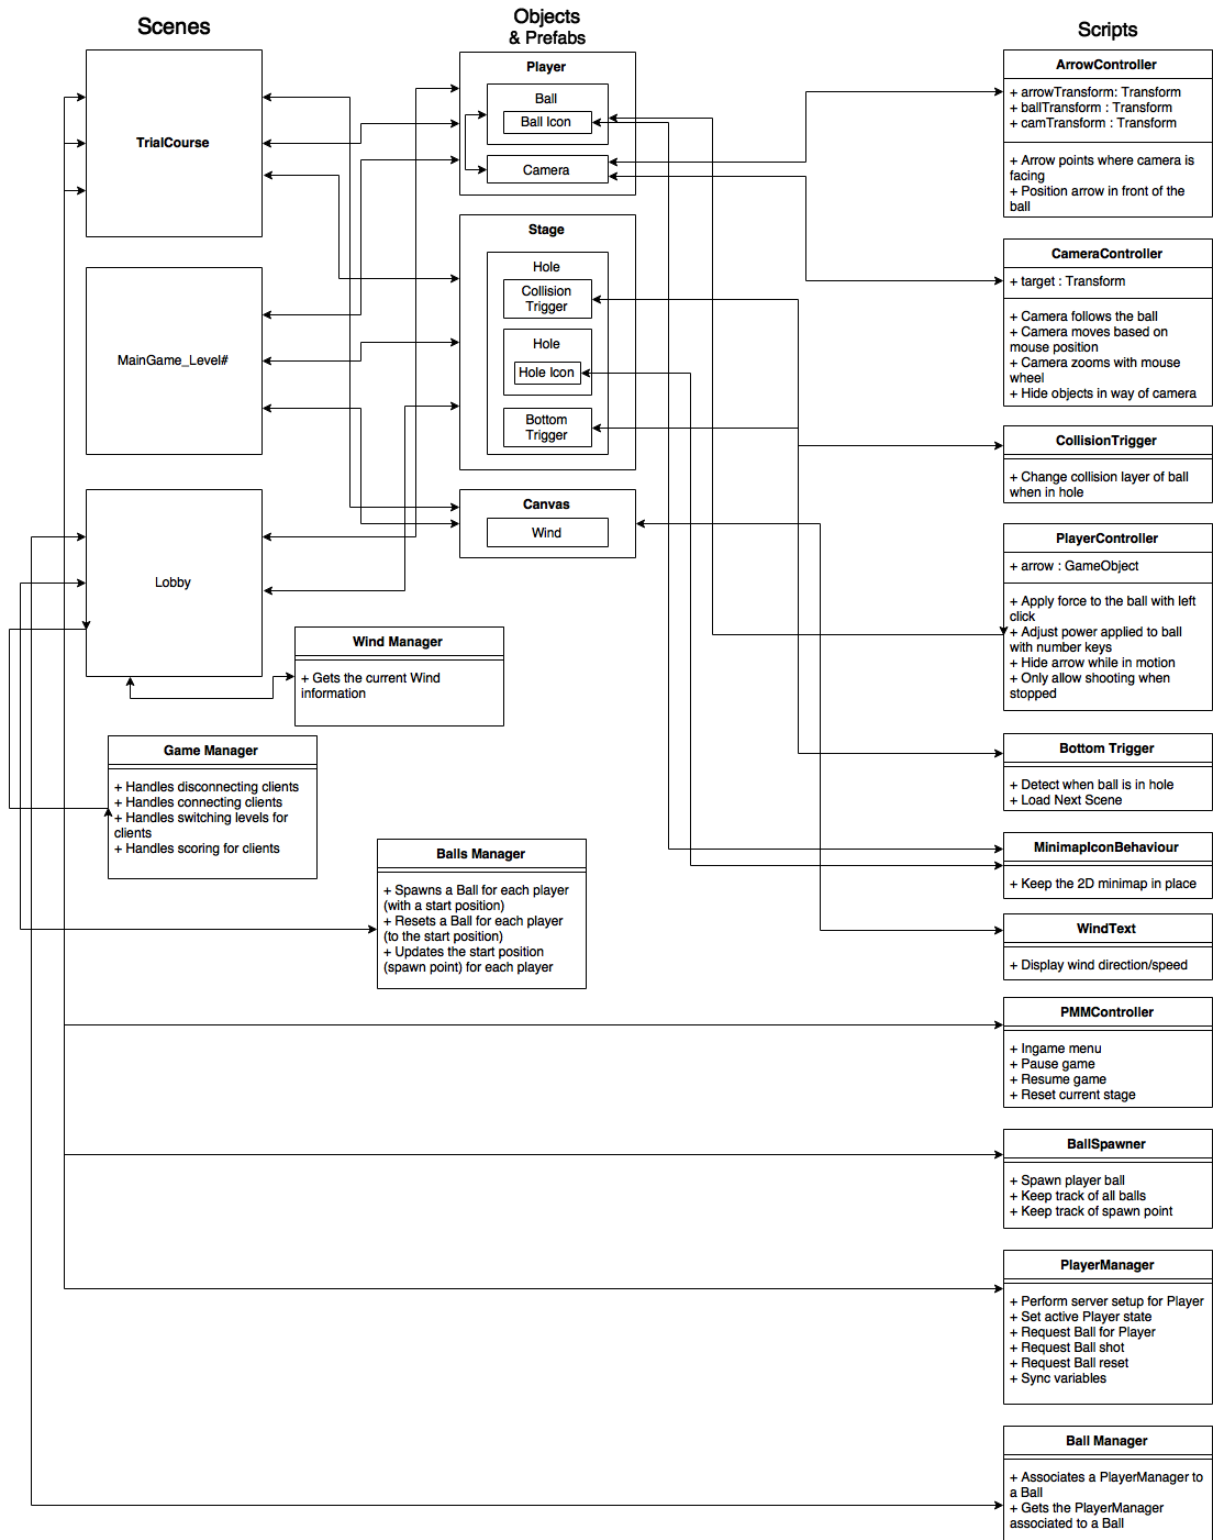 Scenes
Objects
& Prefabs
Scripts
TrialCourse
MainGame_Level#
Lobby
Player
Ball
Ball Icon
Camera
Stage
Hole
Collision
Trigger
Hole
Hole Icon
Bottom
Trigger
Canvas
Wind
Wind Manager
+ Gets the current Wind
information
Game Manager
+ Handles disconnecting clients
+ Handles connecting clients
+ Handles switching levels for
clients
+ Handles scoring for clients
Balls Manager
+ Spawns a Ball for each player
(with a start position)
+ Resets a Ball for each player
(to the start position)
+ Updates the start position
(spawn point) for each player
ArrowController
+ arrowTransform: Transform
+ ballTransform : Transform
+ camTransform : Transform
+ Arrow points where camera is
facing
+ Position arrow in front of the
ball
CameraController
+ target : Transform
+ Camera follows the ball
+ Camera moves based on
mouse position
+ Camera zooms with mouse
wheel
+ Hide objects in way of camera
CollisionTrigger
+ Change collision layer of ball
when in hole
PlayerController
+ arrow : GameObject
+ Apply force to the ball with left
click
+ Adjust power applied to ball
with number keys
+ Hide arrow while in motion
+ Only allow shooting when
stopped
Bottom Trigger
+ Detect when ball is in hole
+ Load Next Scene
MinimapIconBehaviour
+ Keep the 2D minimap in place
WindText
+ Display wind direction/speed
PMMController
+ Ingame menu
+ Pause game
+ Resume game
+ Reset current stage
BallSpawner
+ Spawn player ball
+ Keep track of all balls
+ Keep track of spawn point
PlayerManager
+ Perform server setup for Player
+ Set active Player state
+ Request Ball for Player
+ Request Ball shot
+ Request Ball reset
+ Sync variables
Ball Manager
+ Associates a PlayerManager to
a Ball
+ Gets the PlayerManager
associated to a Ball